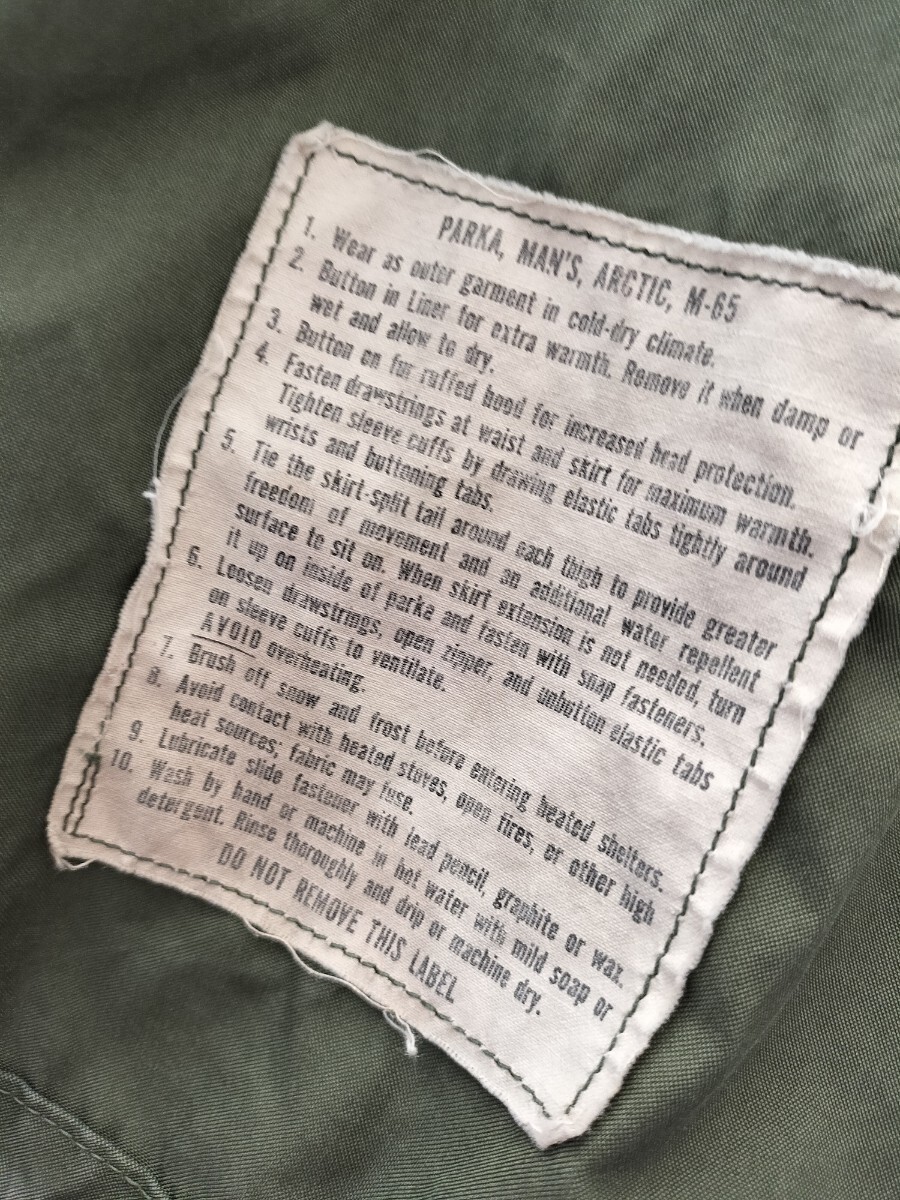 PARKA, MAN'S, ARCTIC, M-65
1. Wear as outer garment in cold-dry climate.
2. Button in Liner for extra warmth. Remove it when damp or
wet and allow to dry.
3. Button on fur ruffed hood for increased head protection.
4. Fasten drawstrings at waist and skirt for maximum warmth.
Tighten sleeve cuffs by drawing elastic tabs tightly around
wrists and buttoning tabs.
5. Tie the skirt-split tail around each thigh to provide greater
freedom of movement and an additional water repellent
surface to sit on. When skirt extension is not needed, turn
it up on inside of parka and fasten with snap fasteners.
6. Loosen drawstrings, open zipper, and unbutton elastic tabs
on sleeve cuffs to ventilate.
AVOID overheating.
7. Brush off snow and frost before entering heated shelters.
8. Avoid contact with heated stoves, open fires, or other high
heat sources; fabric may fuse.
9. Lubricate slide fastener with lead pencil, graphite or wax.
10. Wash by hand or machine in hot water with mild soap or
detergent. Rinse thoroughly and drip or machine dry.
DO NOT REMOVE THIS LABEL